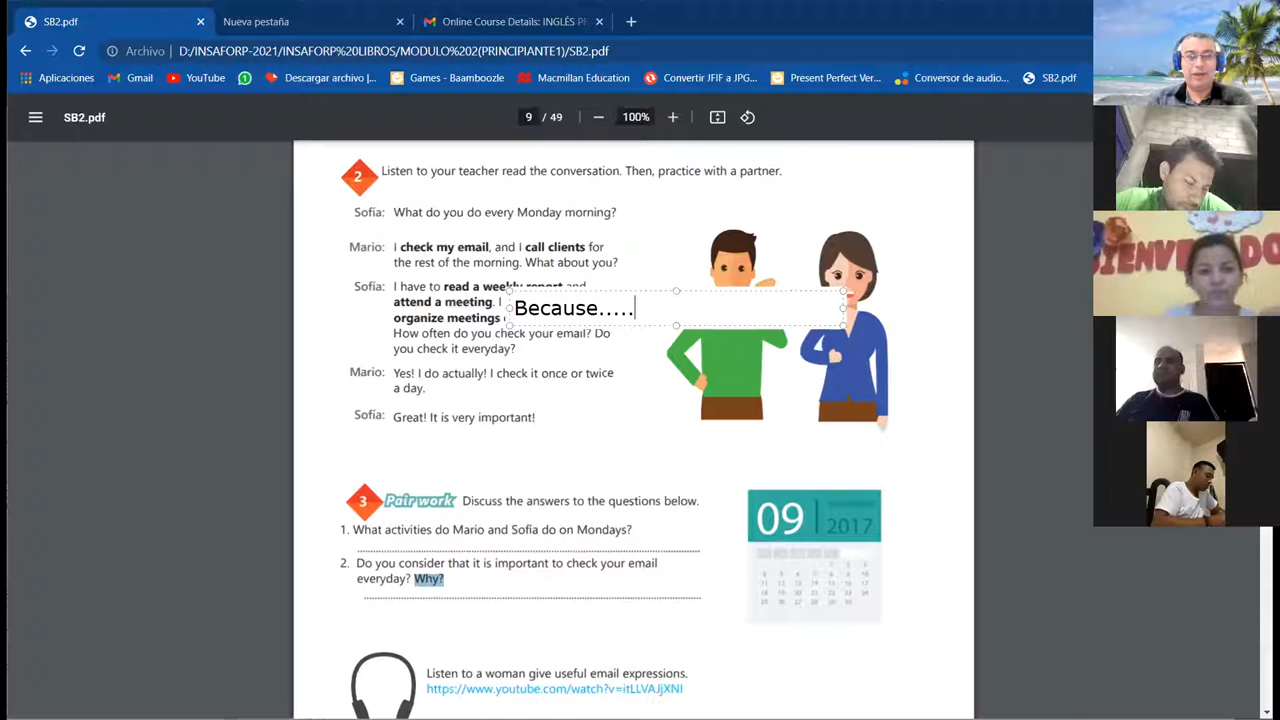 SB2.pdf
Nueva pestaña
Online Course Details: INGLÉS PR
Archivo
D:/INSAFORP-2021/INSAFORP%20LIBROS/MODULO%202(PRINCIPIANTE1)/SB2.pdf
Aplicaciones
Gmail
YouTube
Descargar archivo |...
Games - Baamboozle
Macmillan Education
Convertir JFIF a JPG...
Present Perfect Ver...
Conversor de audio...
SB2.pdf
SB2.pdf
9 / 49
100%
2 Listen to your teacher read the conversation. Then, practice with a partner.
Sofía: What do you do every Monday morning?
Mario: I check my email, and I call clients for
the rest of the morning. What about you?
Sofía: I have to read a weekly report and
attend a meeting. I
organize meetings
Because.....
How often do you check your email? Do
you check it everyday?
Mario: Yes! I do actually! I check it once or twice
a day.
Sofía: Great! It is very important!
3 Pair work Discuss the answers to the questions below.
1. What activities do Mario and Sofía do on Mondays?
2. Do you consider that it is important to check your email
everyday? Why?
09 2017
Listen to a woman give useful email expressions.
https://www.youtube.com/watch?v=itLLVAJjXNI